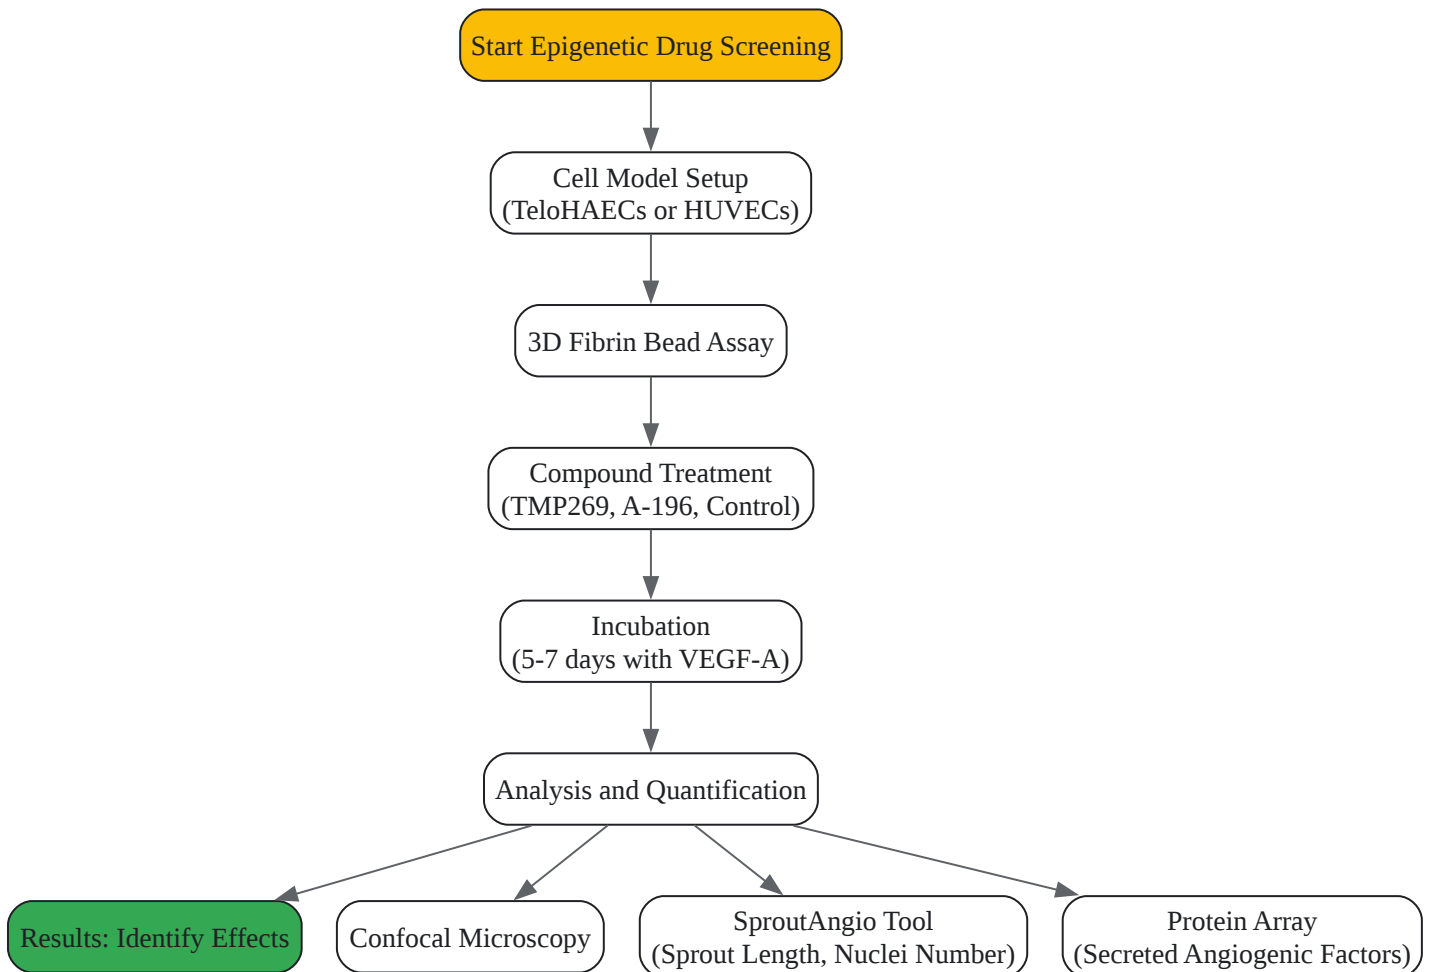 Start Epigenetic Drug Screening
Cell Model Setup
(TeloHAECs or HUVECs)
3D Fibrin Bead Assay
Compound Treatment
(TMP269, A-196, Control)
Incubation
(5-7 days with VEGF-A)
Analysis and Quantification
Results: Identify Effects
Confocal Microscopy
SproutAngio Tool
(Sprout Length, Nuclei Number)
Protein Array
(Secreted Angiogenic Factors)